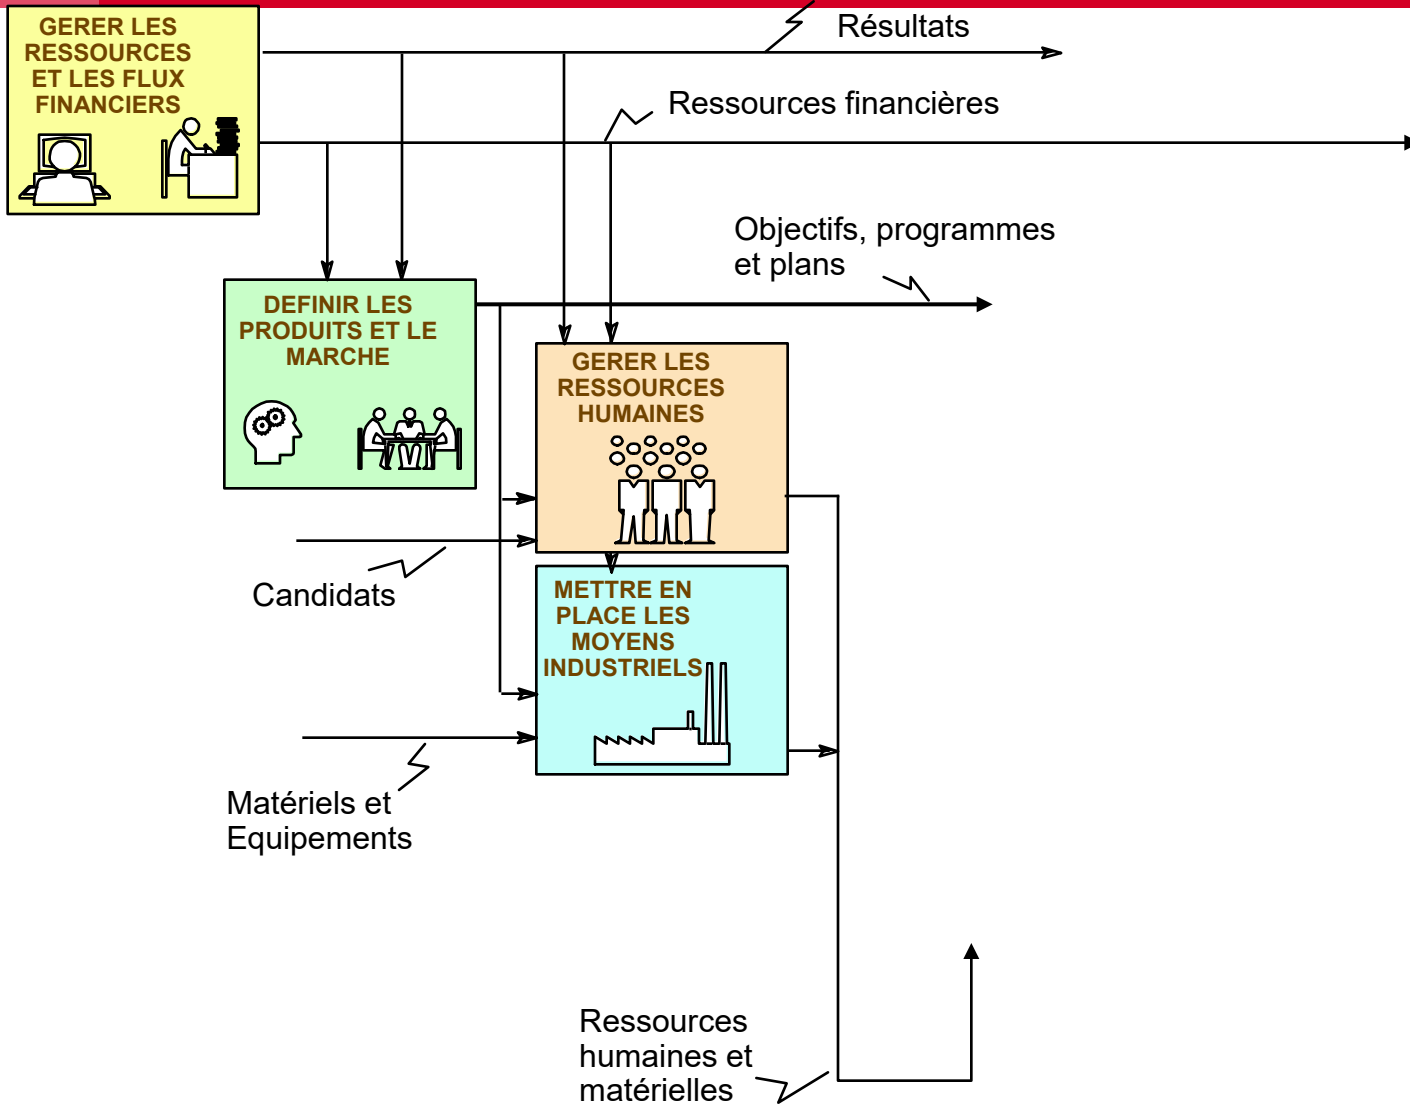 GERER LES
RESSOURCES
ET LES FLUX
FINANCIERS
Résultats
Ressources financières
Objectifs, programmes
et plans
DEFINIR LES
PRODUITS ET LE
MARCHE
GERER LES
RESSOURCES
HUMAINES
Candidats
METTRE EN
PLACE LES
MOYENS
INDUSTRIELS
Matériels et
Equipements
Ressources
humaines et
matérielles